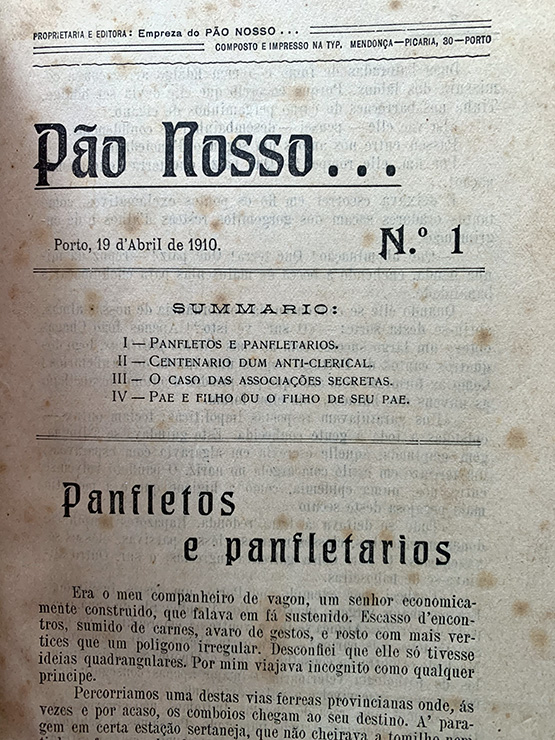 PROPRIETARIA E EDITORA: Empreza do PÃO NOSSO...
COMPOSTO E IMPRESSO NA TYP. MENDONÇA—PICARIA, 30—PORTO
Pão Nosso...
Porto, 19 d'Abril de 1910.
N.º 1
SUMMARIO:
I — PANFLETOS E PANFLETARIOS.
II — CENTENARIO DUM ANTI-CLERICAL.
III — O CASO DAS ASSOCIAÇÕES SECRETAS.
IV — PAE E FILHO OU O FILHO DE SEU PAE.
Panfletos
e panfletarios
Era o meu companheiro de vagon, um senhor economica-
mente construido, que falava em fá sustenido. Escasso d'encon-
tros, sumido de carnes, avaro de gestos, e rosto com mais ver-
tices que um poligono irregular. Desconfiei que elle só tivesse
ideias quadrangulares. Por mim viajava incognito como qualquer
principe.
Percorriamos uma destas vias ferreas provincianas onde, ás
vezes e por acaso, os comboios chegam ao seu destino. A' para-
gem em certa estação sertaneja, que não cheirava a tomilho nem